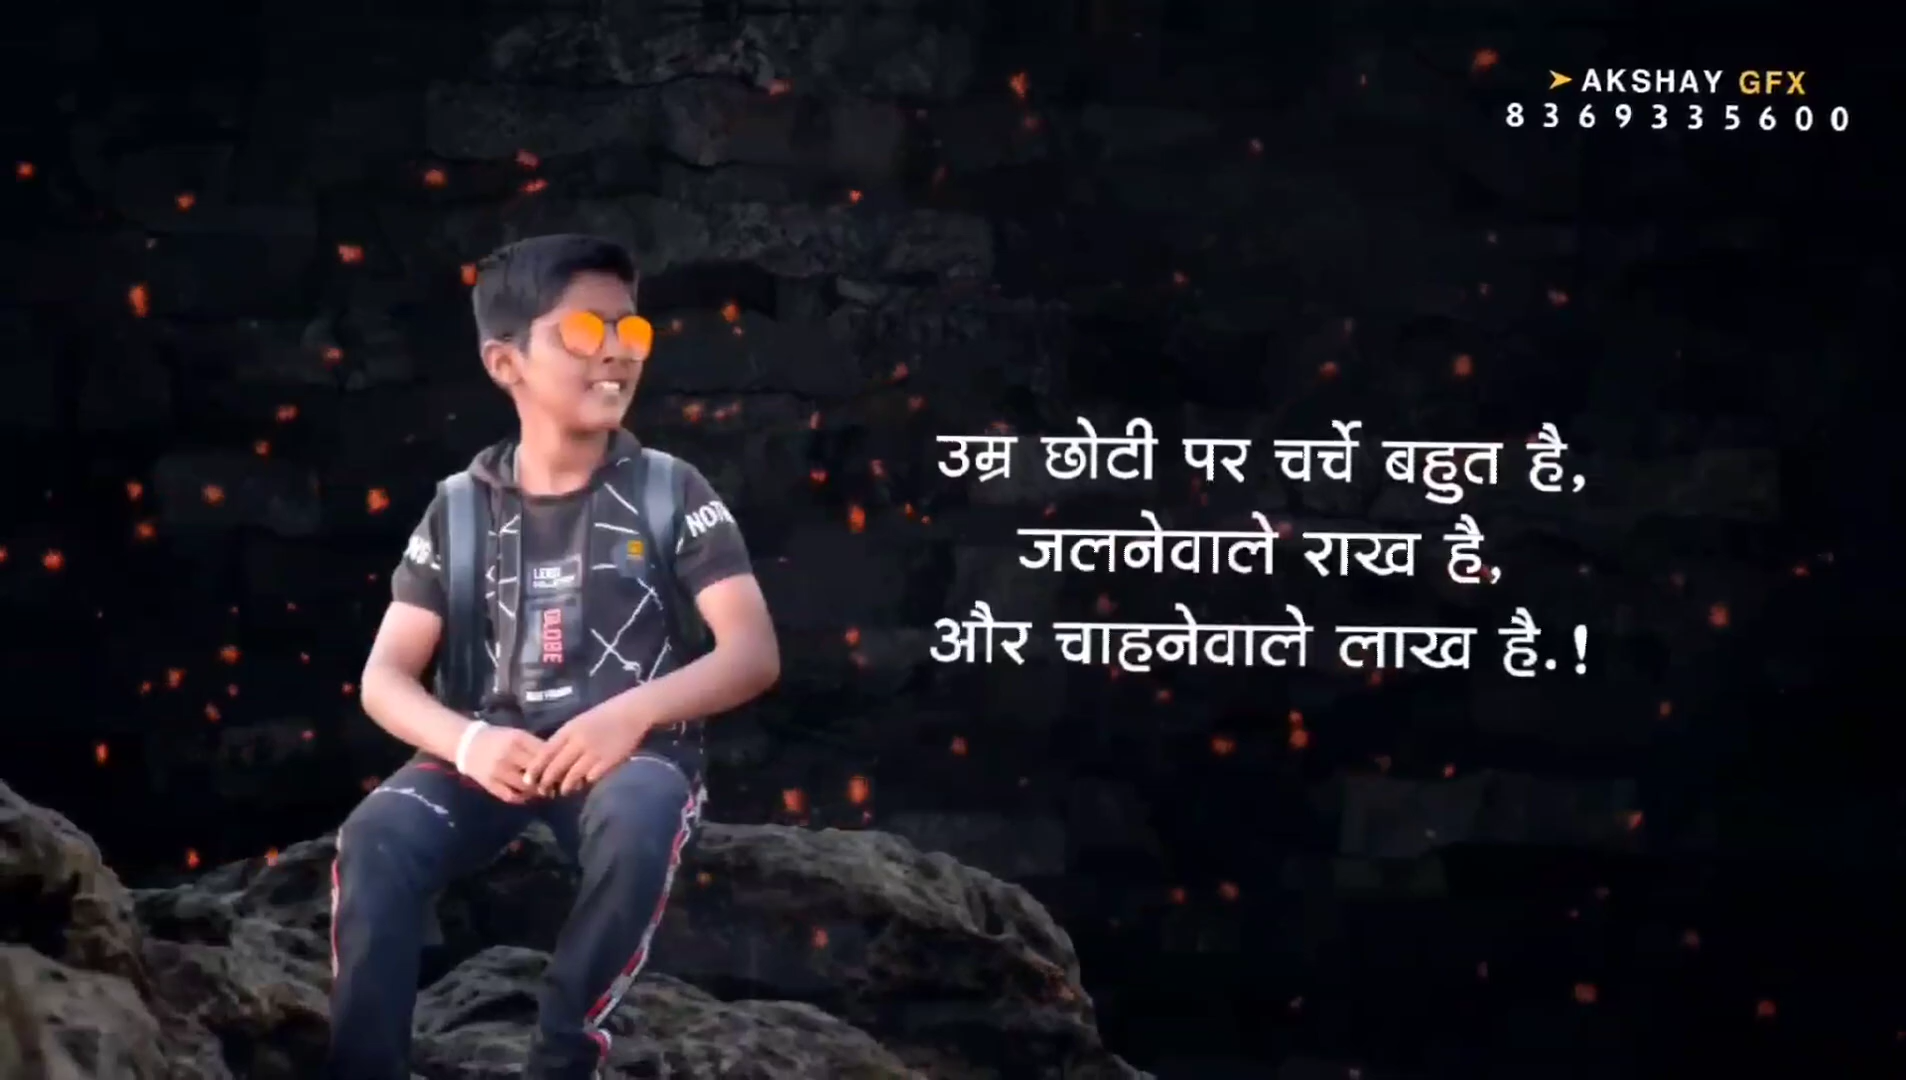 ➤AKSHAY GFX
8369335600
उम्र छोटी पर चर्चे बहुत है,
जलनेवाले राख है,
और चाहनेवाले लाख है.!